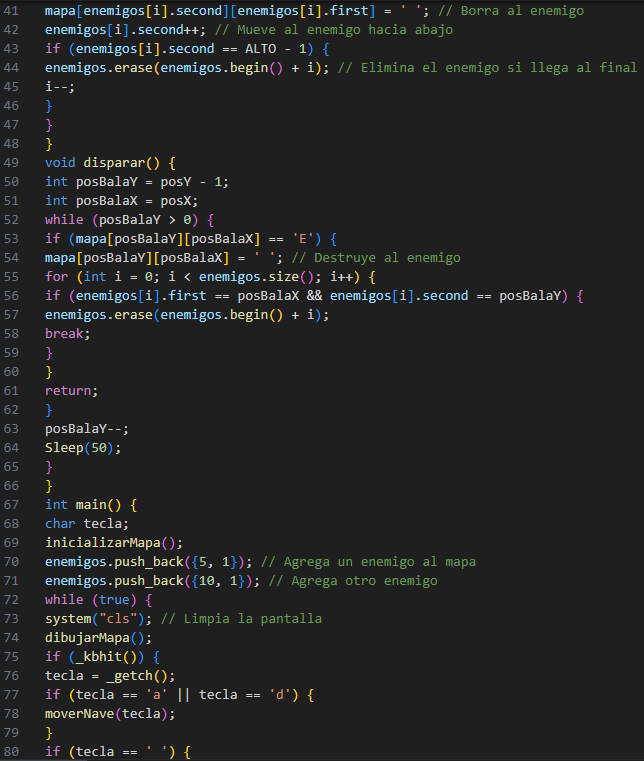 41 mapa[enemigos[i].second][enemigos[i].first] = ' '; // Borra al enemigo
42 enemigos[i].second++; // Mueve al enemigo hacia abajo
43 if (enemigos[i].second == ALTO - 1) {
44 enemigos.erase(enemigos.begin() + i); // Elimina el enemigo si llega al final
45 i--;
46 }
47 }
48 }
49 void disparar() {
50 int posBalaY = posY - 1;
51 int posBalaX = posX;
52 while (posBalaY > 0) {
53 if (mapa[posBalaY][posBalaX] == 'E') {
54 mapa[posBalaY][posBalaX] = ' '; // Destruye al enemigo
55 for (int i = 0; i < enemigos.size(); i++) {
56 if (enemigos[i].first == posBalaX && enemigos[i].second == posBalaY) {
57 enemigos.erase(enemigos.begin() + i);
58 break;
59 }
60 }
61 return;
62 }
63 posBalaY--;
64 Sleep(50);
65 }
66 }
67 int main() {
68 char tecla;
69 inicializarMapa();
70 enemigos.push_back({5, 1}); // Agrega un enemigo al mapa
71 enemigos.push_back({10, 1}); // Agrega otro enemigo
72 while (true) {
73 system("cls"); // Limpia la pantalla
74 dibujarMapa();
75 if (_kbhit()) {
76 tecla = _getch();
77 if (tecla == 'a' || tecla == 'd') {
78 moverNave(tecla);
79 }
80 if (tecla == ' ') {